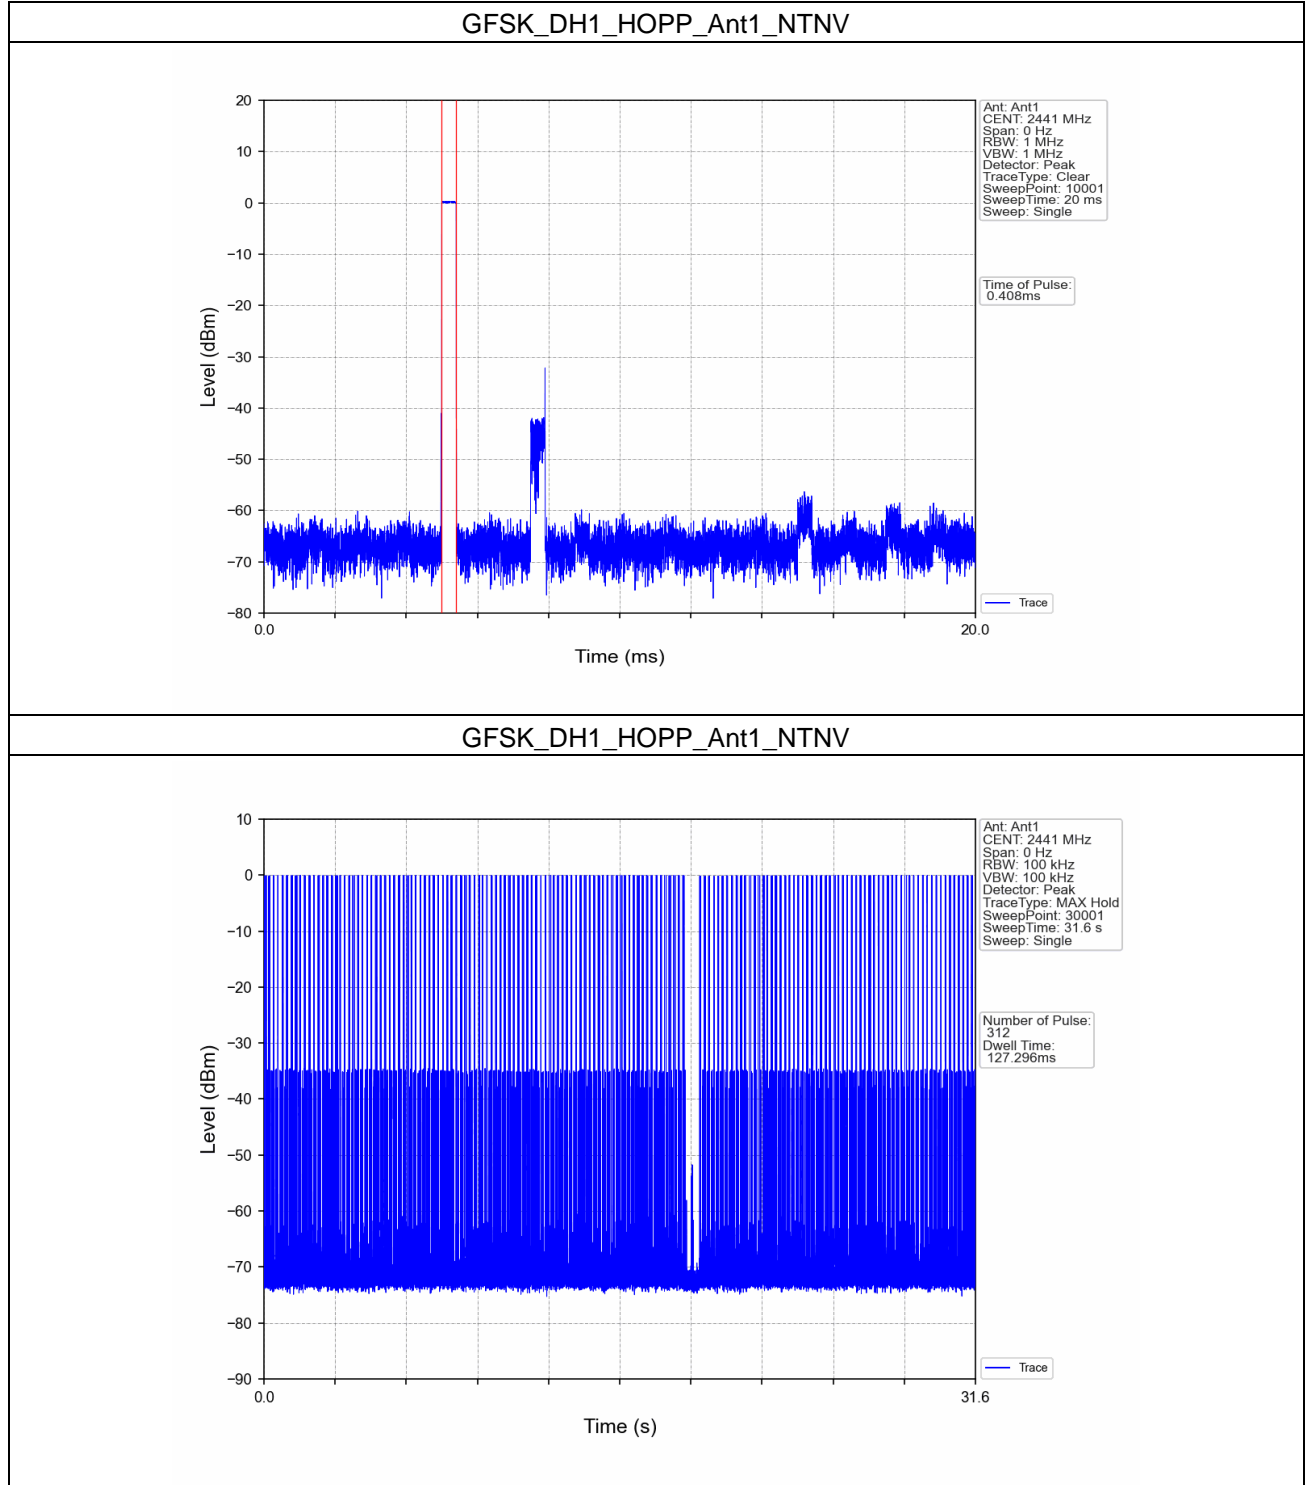 GFSK_DH1_HOPP_Ant1_NTNV
20
10
0
−10
−20
−30
−40
−50
−60
−70
−80
Level (dBm)
0.0
20.0
Time (ms)
Ant: Ant1
CENT: 2441 MHz
Span: 0 Hz
RBW: 1 MHz
VBW: 1 MHz
Detector: Peak
TraceType: Clear
SweepPoint: 10001
SweepTime: 20 ms
Sweep: Single
Time of Pulse:
0.408ms
Trace
GFSK_DH1_HOPP_Ant1_NTNV
10
0
−10
−20
−30
−40
−50
−60
−70
−80
−90
Level (dBm)
0.0
31.6
Time (s)
Ant: Ant1
CENT: 2441 MHz
Span: 0 Hz
RBW: 100 kHz
VBW: 100 kHz
Detector: Peak
TraceType: MAX Hold
SweepPoint: 30001
SweepTime: 31.6 s
Sweep: Single
Number of Pulse:
312
Dwell Time:
127.296ms
Trace